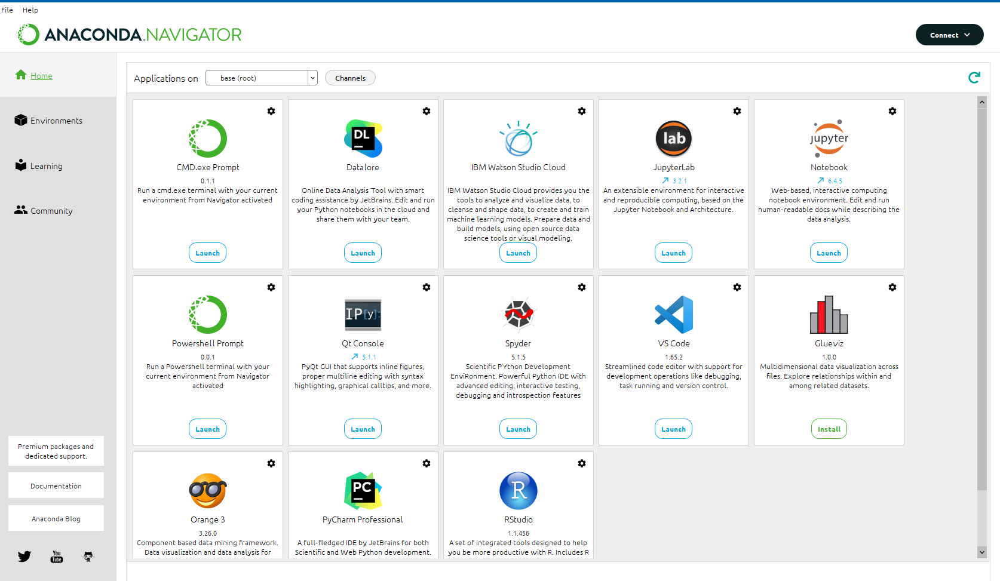 File Help
ANACONDA.NAVIGATOR
Connect
Home
Environments
Learning
Community
Premium packages and
dedicated support.
Documentation
Anaconda Blog
You
Tube
Applications on
base (root)
Channels
CMD.exe Prompt
0.1.1
Run a cmd.exe terminal with your current
environment from Navigator activated
Launch
DL
Datalore
Online Data Analysis Tool with smart
coding assistance by JetBrains. Edit and run
your Python notebooks in the cloud and
share them with your team.
Launch
IBM Watson Studio Cloud
IBM Watson Studio Cloud provides you the
tools to analyze and visualize data, to
cleanse and shape data, to create and train
machine learning models. Prepare data and
build models, using open source data
science tools or visual modeling.
Launch
lab
JupyterLab
3.2.1
An extensible environment for interactive
and reproducible computing, based on the
Jupyter Notebook and Architecture.
Launch
jupyter
Notebook
6.4.5
Web-based, interactive computing
notebook environment. Edit and run
human-readable docs while describing the
data analysis.
Launch
Powershell Prompt
0.0.1
Run a Powershell terminal with your
current environment from Navigator
activated
Launch
IP[y]:
Qt Console
5.1.1
PyQt GUI that supports inline figures,
proper multiline editing with syntax
highlighting, graphical calltips, and more.
Launch
Spyder
5.1.5
Scientific PYthon Development
EnviRonment. Powerful Python IDE with
advanced editing, interactive testing,
debugging and introspection features
Launch
VS Code
1.65.2
Streamlined code editor with support for
development operations like debugging,
task running and version control.
Launch
Glueviz
1.0.0
Multidimensional data visualization across
files. Explore relationships within and
among related datasets.
Install
Orange 3
3.26.0
Component based data mining framework.
Data visualization and data analysis for
PC
PyCharm Professional
A full-fledged IDE by JetBrains for both
Scientific and Web Python development.
R
RStudio
1.1.456
A set of integrated tools designed to help
you be more productive with R. Includes R